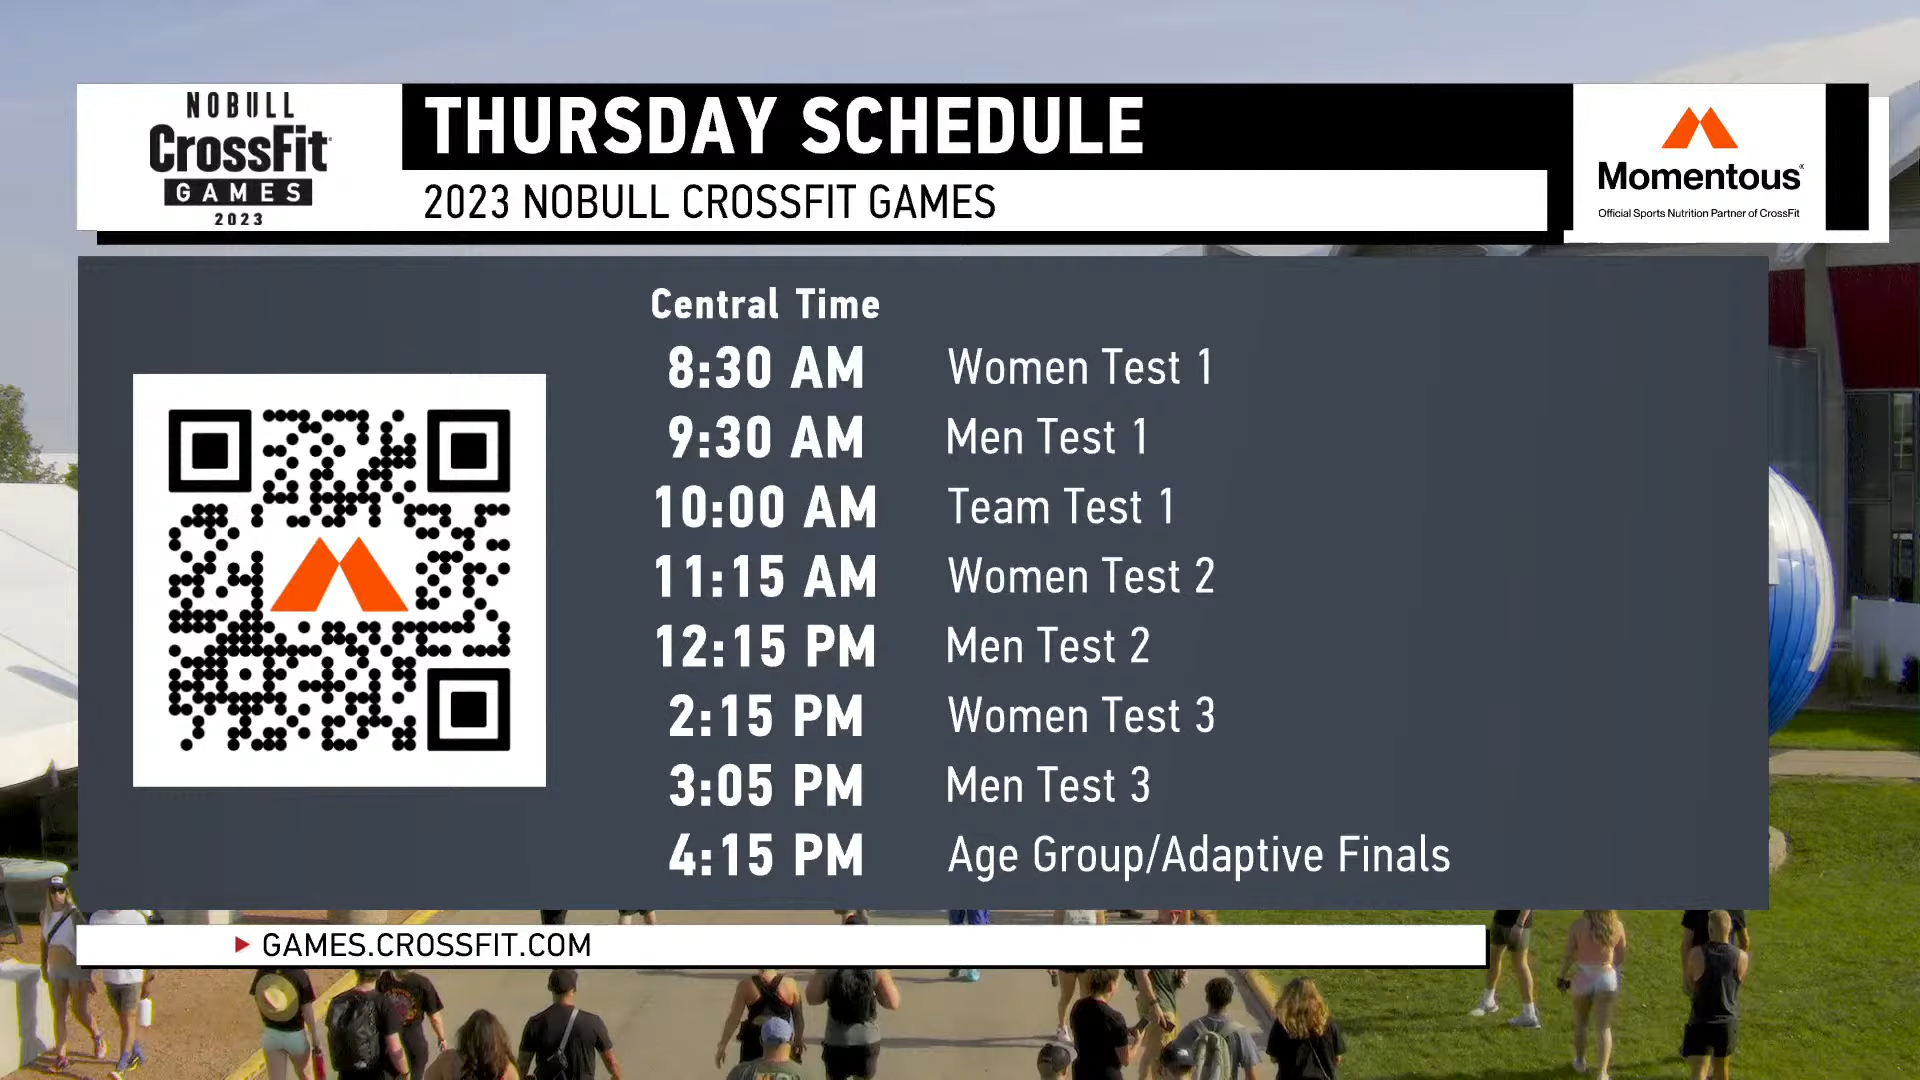 NOBULL
CrossFit
GAMES
2023
THURSDAY SCHEDULE
2023 NOBULL CROSSFIT GAMES
Momentous
Official Sports Nutrition Partner of CrossFit
Central Time
8:30 AM Women Test 1
9:30 AM Men Test 1
10:00 AM Team Test 1
11:15 AM Women Test 2
12:15 PM Men Test 2
2:15 PM Women Test 3
3:05 PM Men Test 3
4:15 PM Age Group/Adaptive Finals
GAMES.CROSSFIT.COM